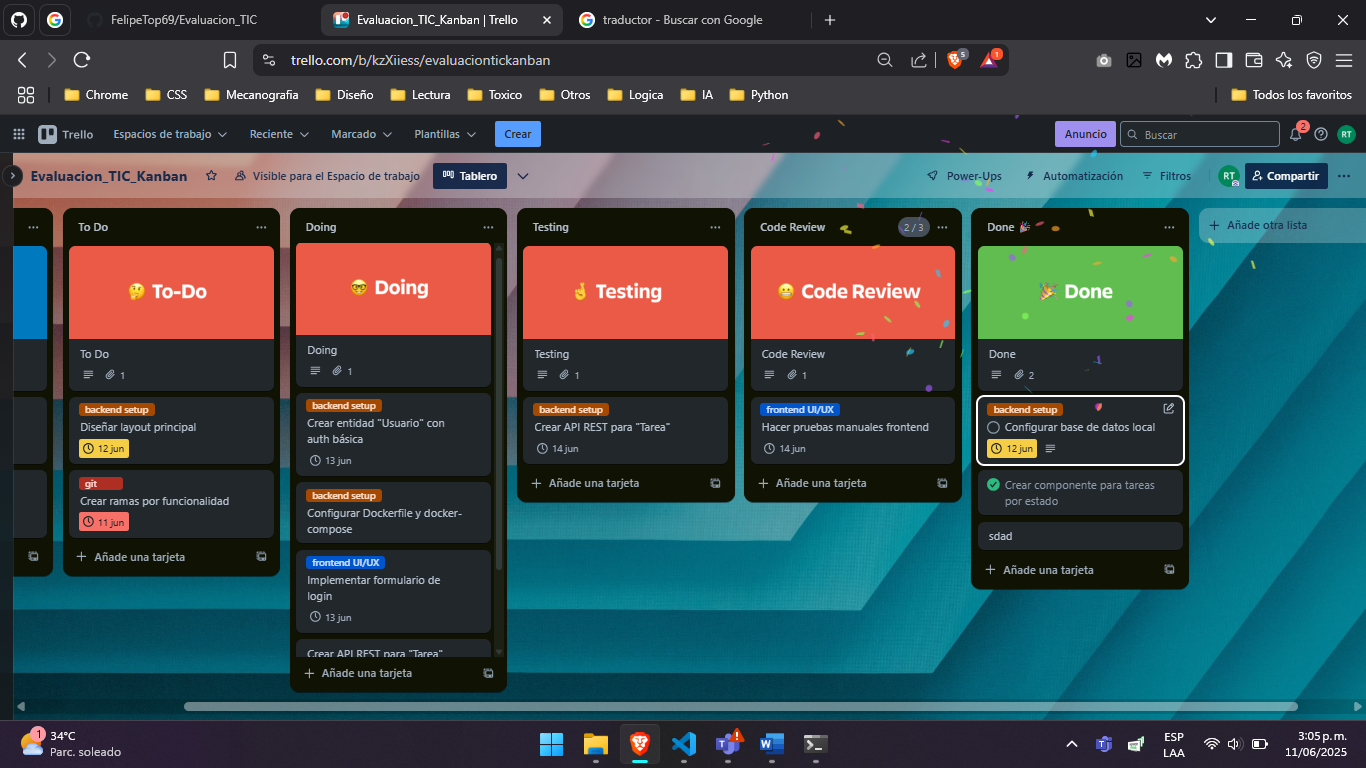 FelipeTop69/Evaluacion_TIC
Evaluacion_TIC_Kanban | Trello
traductor - Buscar con Google
trello.com/b/kzXiiess/evaluaciontickanban
5
1
Chrome
CSS
Mecanografia
Diseño
Lectura
Toxico
Otros
Logica
IA
Python
Todos los favoritos
Trello
Espacios de trabajo
Reciente
Marcado
Plantillas
Crear
Anuncio
Buscar
2
RT
Evaluacion_TIC_Kanban
Visible para el Espacio de trabajo
Tablero
Power-Ups
Automatización
Filtros
RT
Compartir
To Do
🤔 To-Do
To Do
1
backend setup
Diseñar layout principal
12 jun
git
Crear ramas por funcionalidad
11 jun
Añade una tarjeta
Doing
🤓 Doing
Doing
1
backend setup
Crear entidad "Usuario" con
auth básica
13 jun
backend setup
Configurar Dockerfile y docker-
compose
frontend UI/UX
Implementar formulario de
login
13 jun
Crear API REST para "Tarea"
Añade una tarjeta
Testing
🤞 Testing
Testing
1
backend setup
Crear API REST para "Tarea"
14 jun
Añade una tarjeta
Code Review
2 / 3
😬 Code Review
Code Review
1
frontend UI/UX
Hacer pruebas manuales frontend
14 jun
Añade una tarjeta
Done 🎉
🎉 Done
Done
2
backend setup
Configurar base de datos local
12 jun
Crear componente para tareas
por estado
sdad
Añade una tarjeta
Añade otra lista
1
34°C
Parc. soleado
ESP
LAA
3:05 p. m.
11/06/2025